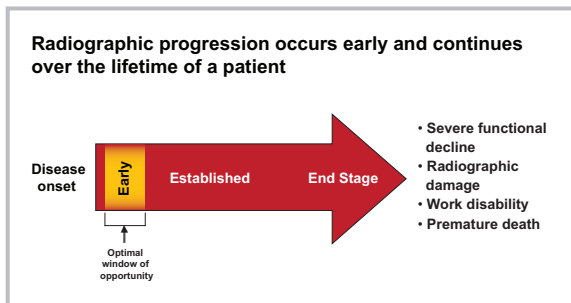 Radiographic progression occurs early and continues
over the lifetime of a patient
Disease
onset
Early
Established
End Stage
• Severe functional
decline
• Radiographic
damage
• Work disability
• Premature death
Optimal
window of
opportunity